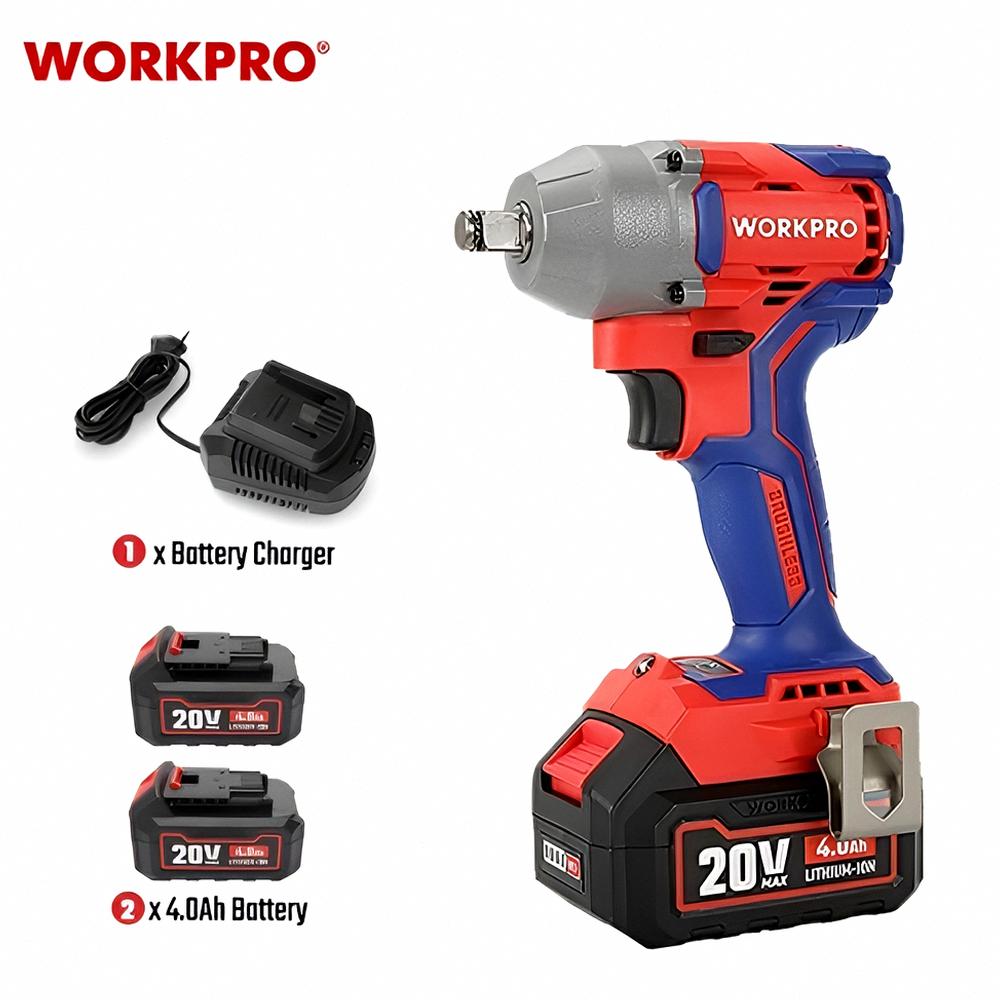 WORKPRO®
WORKPRO
BRUSHLESS
1 x Battery Charger
20V
20V
2 x 4.0Ah Battery
20V MAX
4.0Ah
LITHIUM-ION